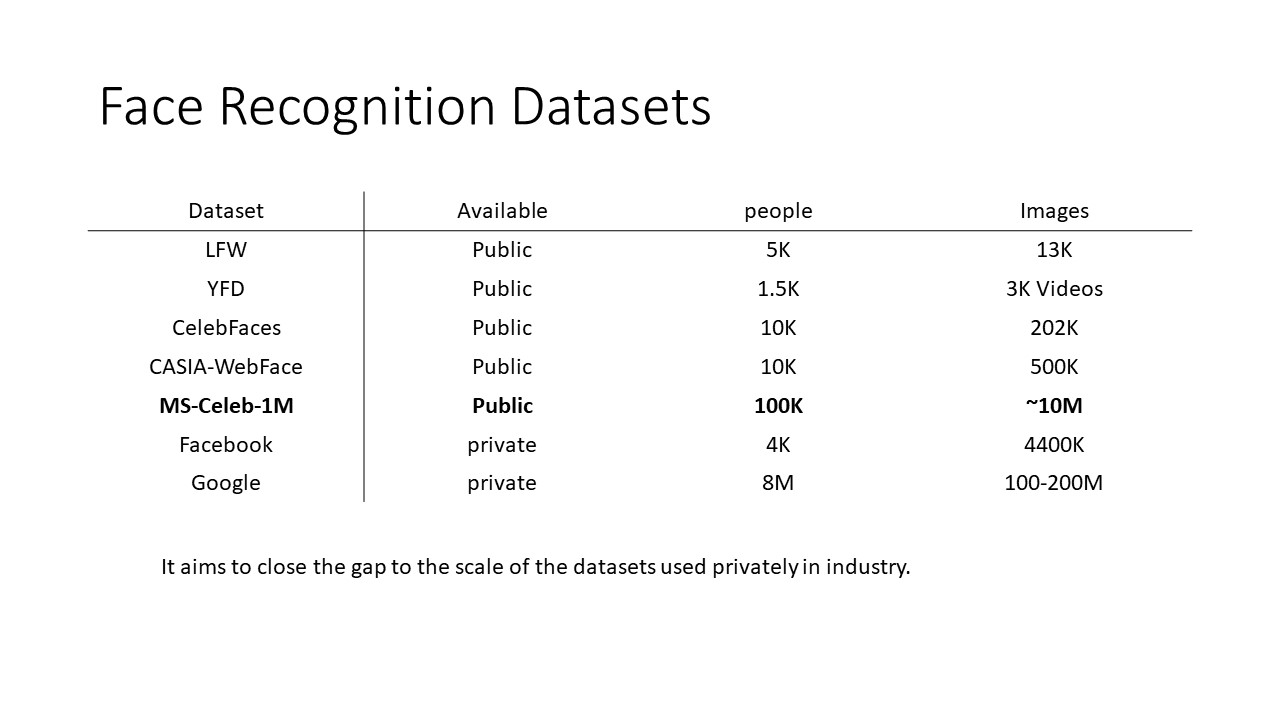 Face Recognition Datasets
Dataset Available people Images
LFW Public 5K 13K
YFD Public 1.5K 3K Videos
CelebFaces Public 10K 202K
CASIA-WebFace Public 10K 500K
MS-Celeb-1M Public 100K ~10M
Facebook private 4K 4400K
Google private 8M 100-200M
It aims to close the gap to the scale of the datasets used privately in industry.